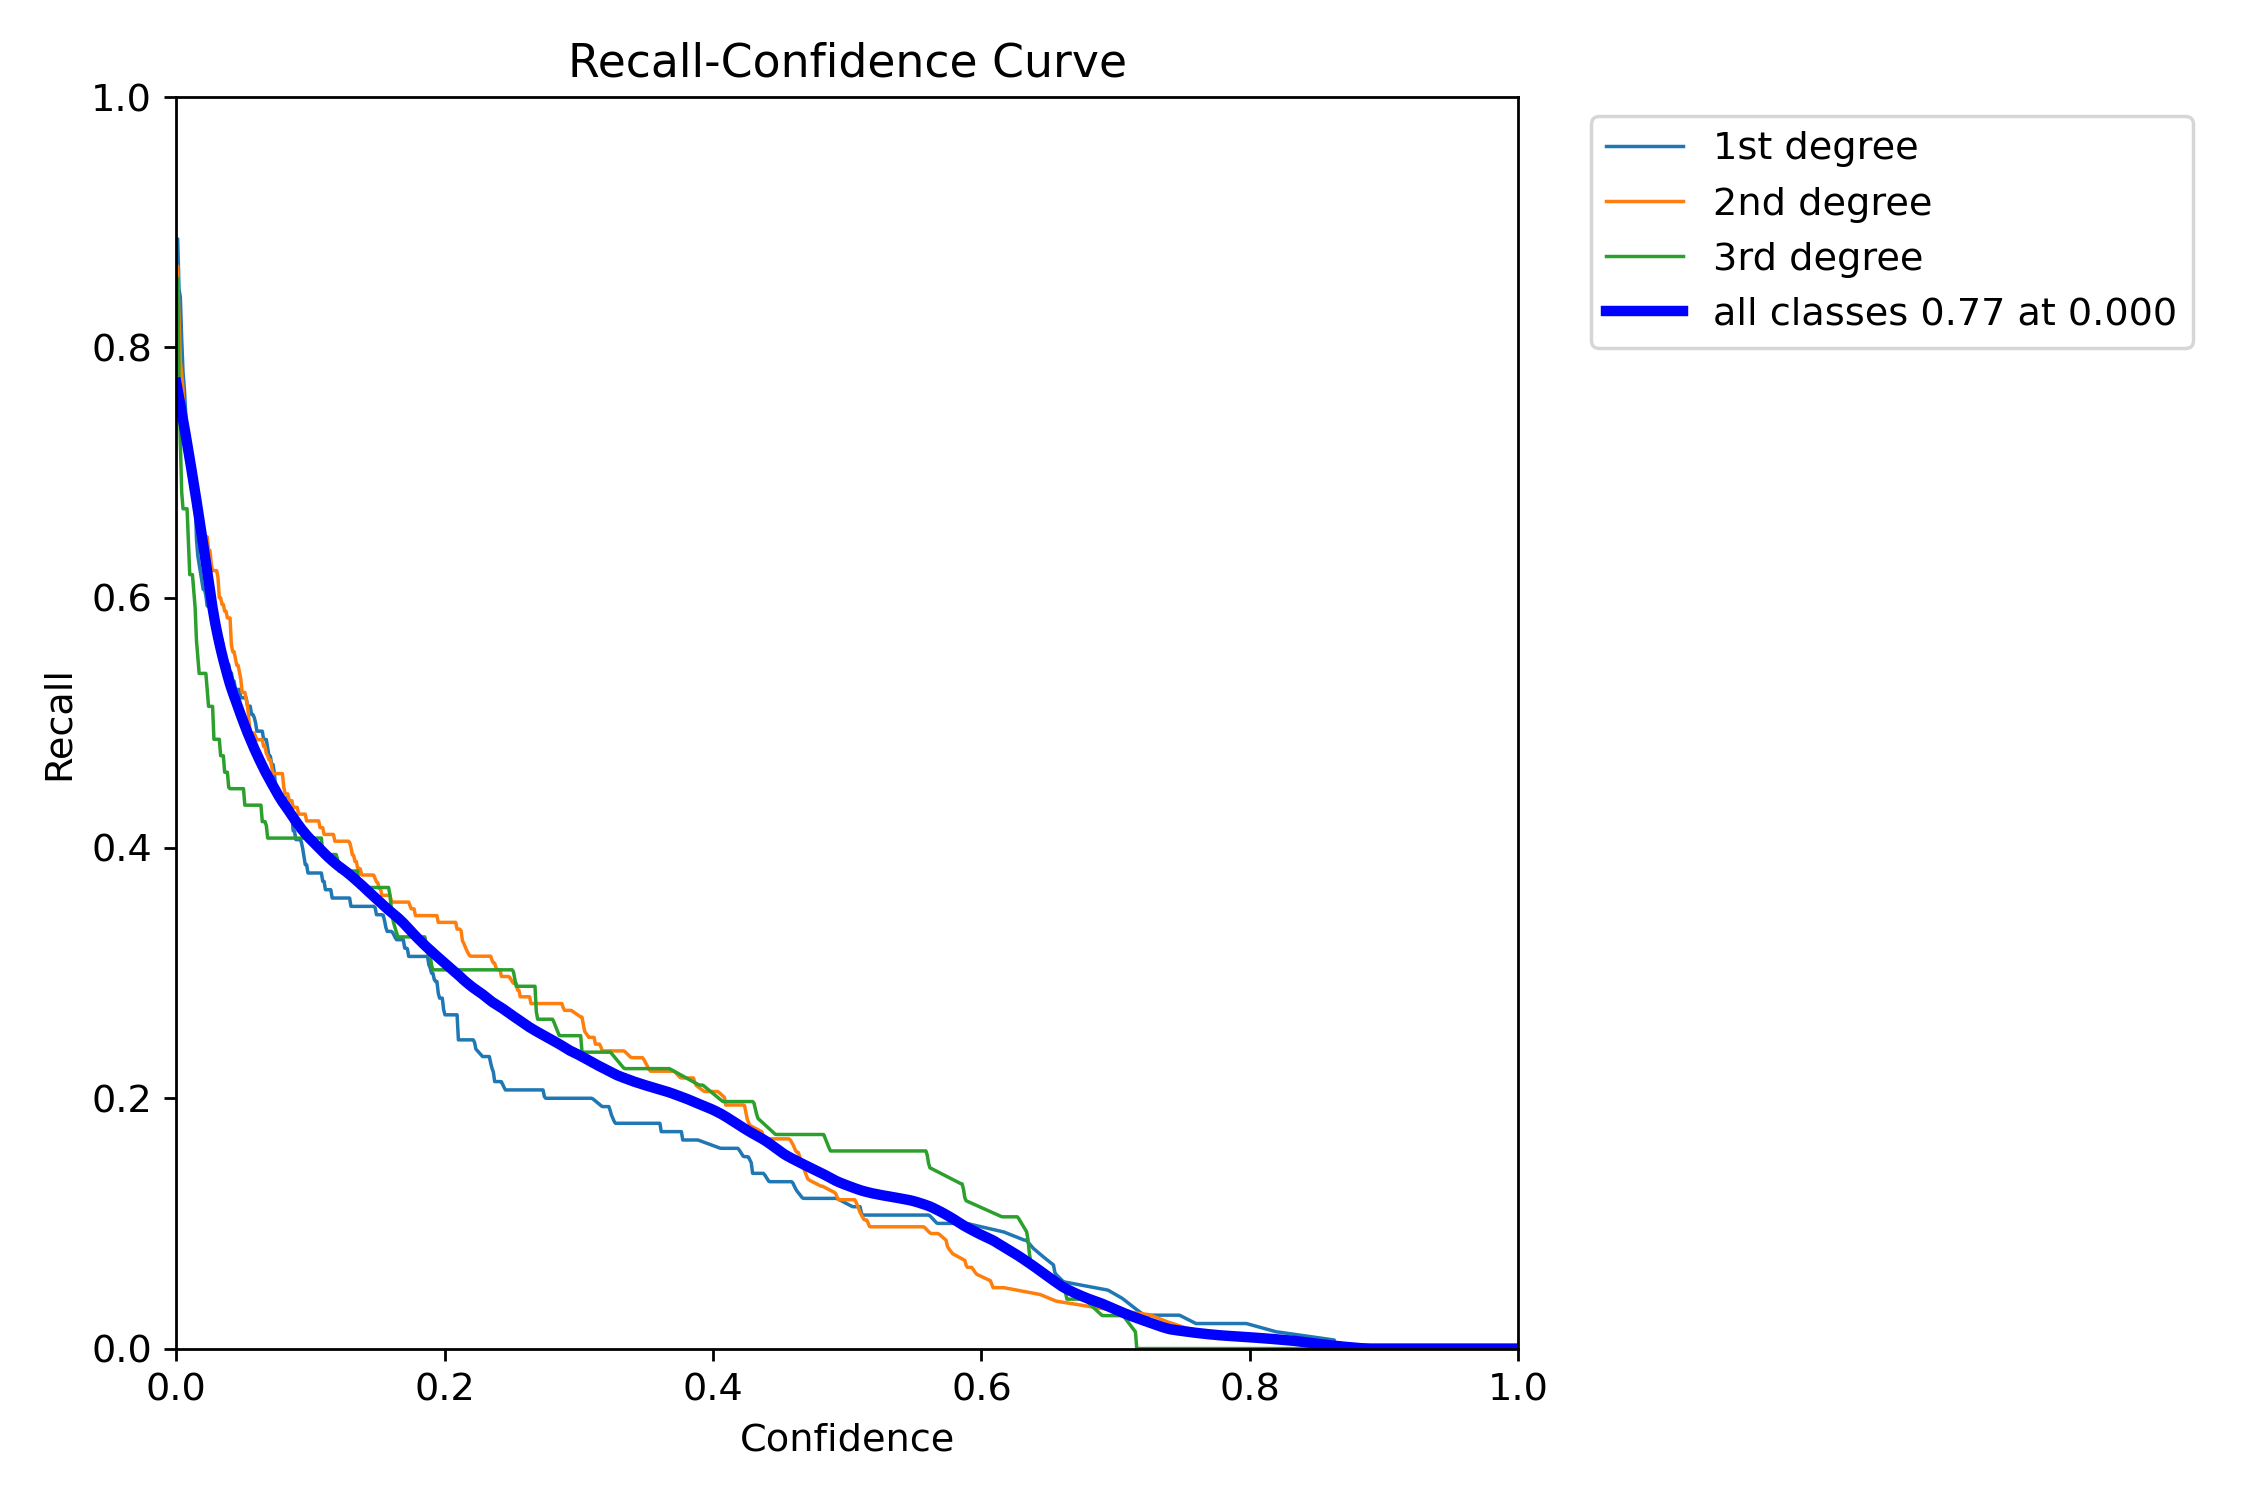 Recall-Confidence Curve
1.0
0.8
0.6
0.4
0.2
0.0
Recall
0.0 0.2 0.4 0.6 0.8 1.0
Confidence
1st degree
2nd degree
3rd degree
all classes 0.77 at 0.000